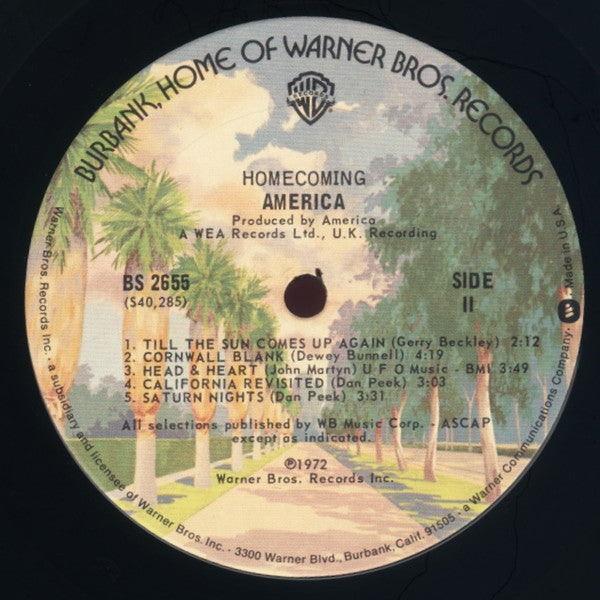 BURBANK, HOME OF WARNER BROS. RECORDS
W RECORDS
HOMECOMING
AMERICA
Produced by America
A WEA Records Ltd., U.K. Recording
BS 2655
(S40,285)
SIDE
II
1. TILL THE SUN COMES UP AGAIN (Gerry Beckley) 2:12
2. CORNWALL BLANK (Dewey Bunnell) 4:19
3. HEAD & HEART (John Martyn) U F O Music - BMI 3:49
4. CALIFORNIA REVISITED (Dan Peek) 3:03
5. SATURN NIGHTS (Dan Peek) 3:31
All selections published by WB Music Corp. - ASCAP
except as indicated.
℗1972
Warner Bros. Records Inc.
Warner Bros. Records Inc. · a subsidiary and licensee of Warner Bros. Inc. · 3300 Warner Blvd., Burbank, Calif. 91505 · a Warner Communications Company · Made in U.S.A.